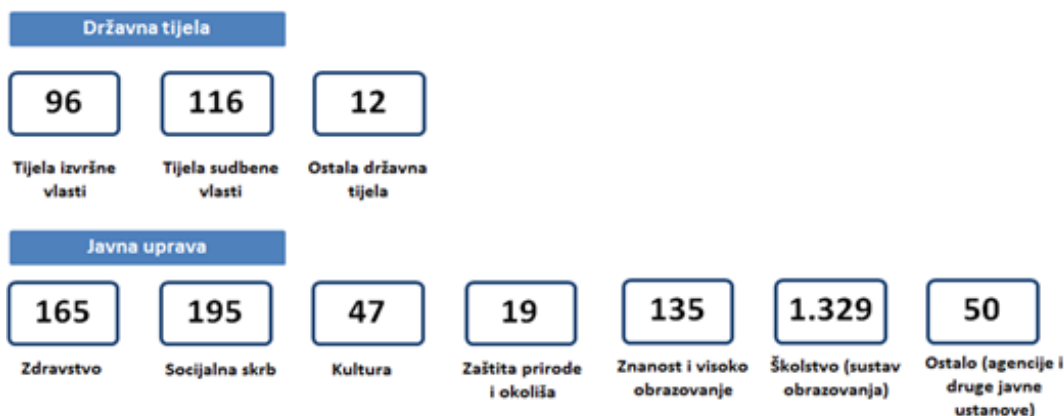 Državna tijela
96
116
12
Tijela izvršne
vlasti
Tijela sudbene
vlasti
Ostala državna
tijela
Javna uprava
165
195
47
19
135
1.329
50
Zdravstvo
Socijalna skrb
Kultura
Zaštita prirode
i okoliša
Znanost i visoko
obrazovanje
Školstvo (sustav
obrazovanja)
Ostalo (agencije i
druge javne
ustanove)